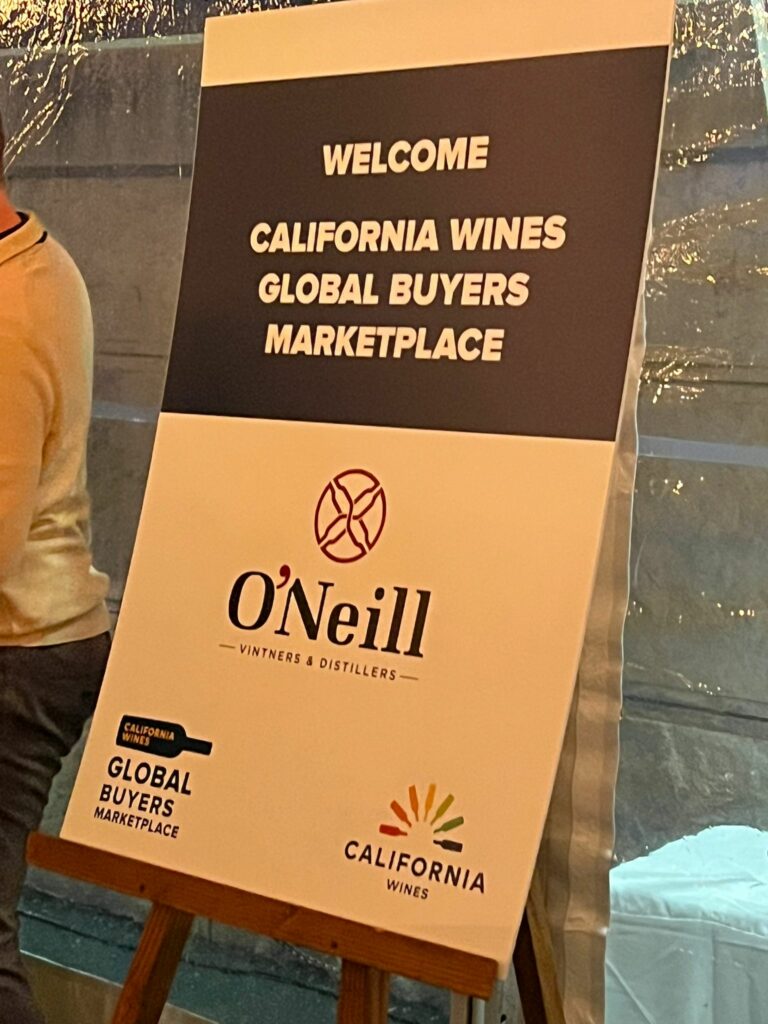 WELCOME
CALIFORNIA WINES
GLOBAL BUYERS
MARKETPLACE
O'Neill
VINTNERS & DISTILLERS
CALIFORNIA
WINES
GLOBAL
BUYERS
MARKETPLACE
CALIFORNIA
WINES